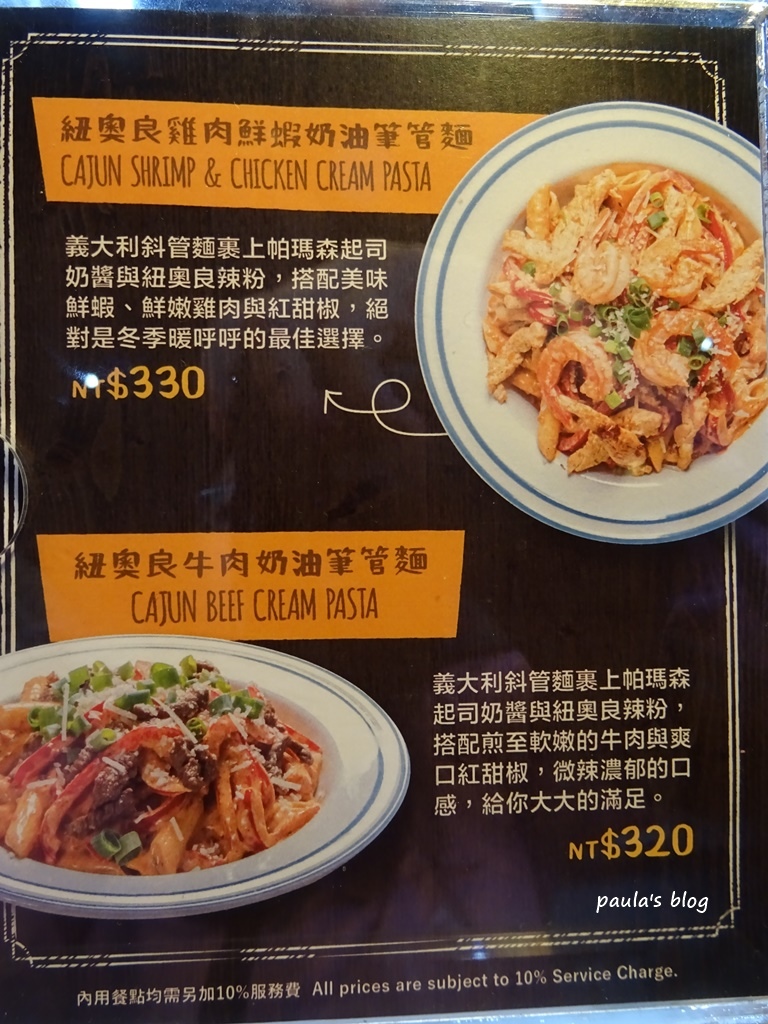 紐奧良雞肉鮮蝦奶油筆管麵
CAJUN SHRIMP & CHICKEN CREAM PASTA
義大利斜管麵裹上帕瑪森起司
奶醬與紐奧良辣粉，搭配美味
鮮蝦、鮮嫩雞肉與紅甜椒，絕
對是冬季暖呼呼的最佳選擇。
NT$330
紐奧良牛肉奶油筆管麵
CAJUN BEEF CREAM PASTA
義大利斜管麵裹上帕瑪森
起司奶醬與紐奧良辣粉，
搭配煎至軟嫩的牛肉與爽
口紅甜椒，微辣濃郁的口
感，給你大大的滿足。
NT$320
paula's blog
內用餐點均需另加10%服務費 All prices are subject to 10% Service Charge.